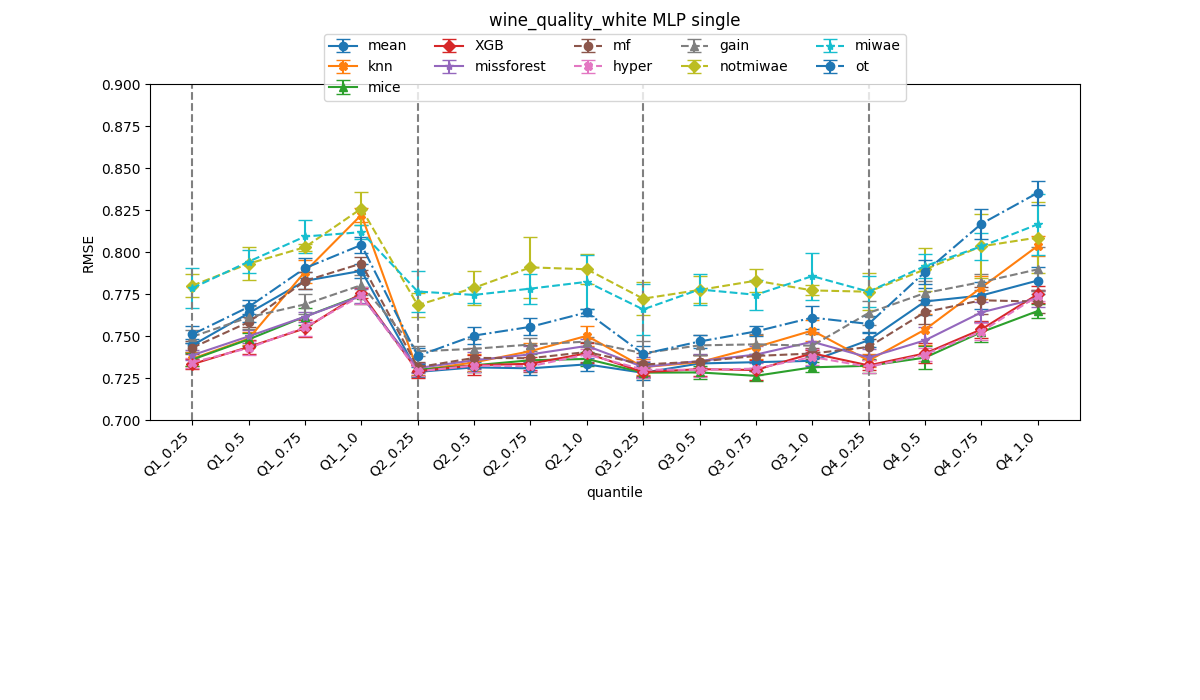 wine_quality_white MLP single
mean XGB mf gain miwae
knn missforest hyper notmiwae ot
mice
0.900
0.875
0.850
0.825
0.800
0.775
0.750
0.725
0.700
RMSE
Q1_0.25 Q1_0.5 Q1_0.75 Q1_1.0 Q2_0.25 Q2_0.5 Q2_0.75 Q2_1.0 Q3_0.25 Q3_0.5 Q3_0.75 Q3_1.0 Q4_0.25 Q4_0.5 Q4_0.75 Q4_1.0
quantile